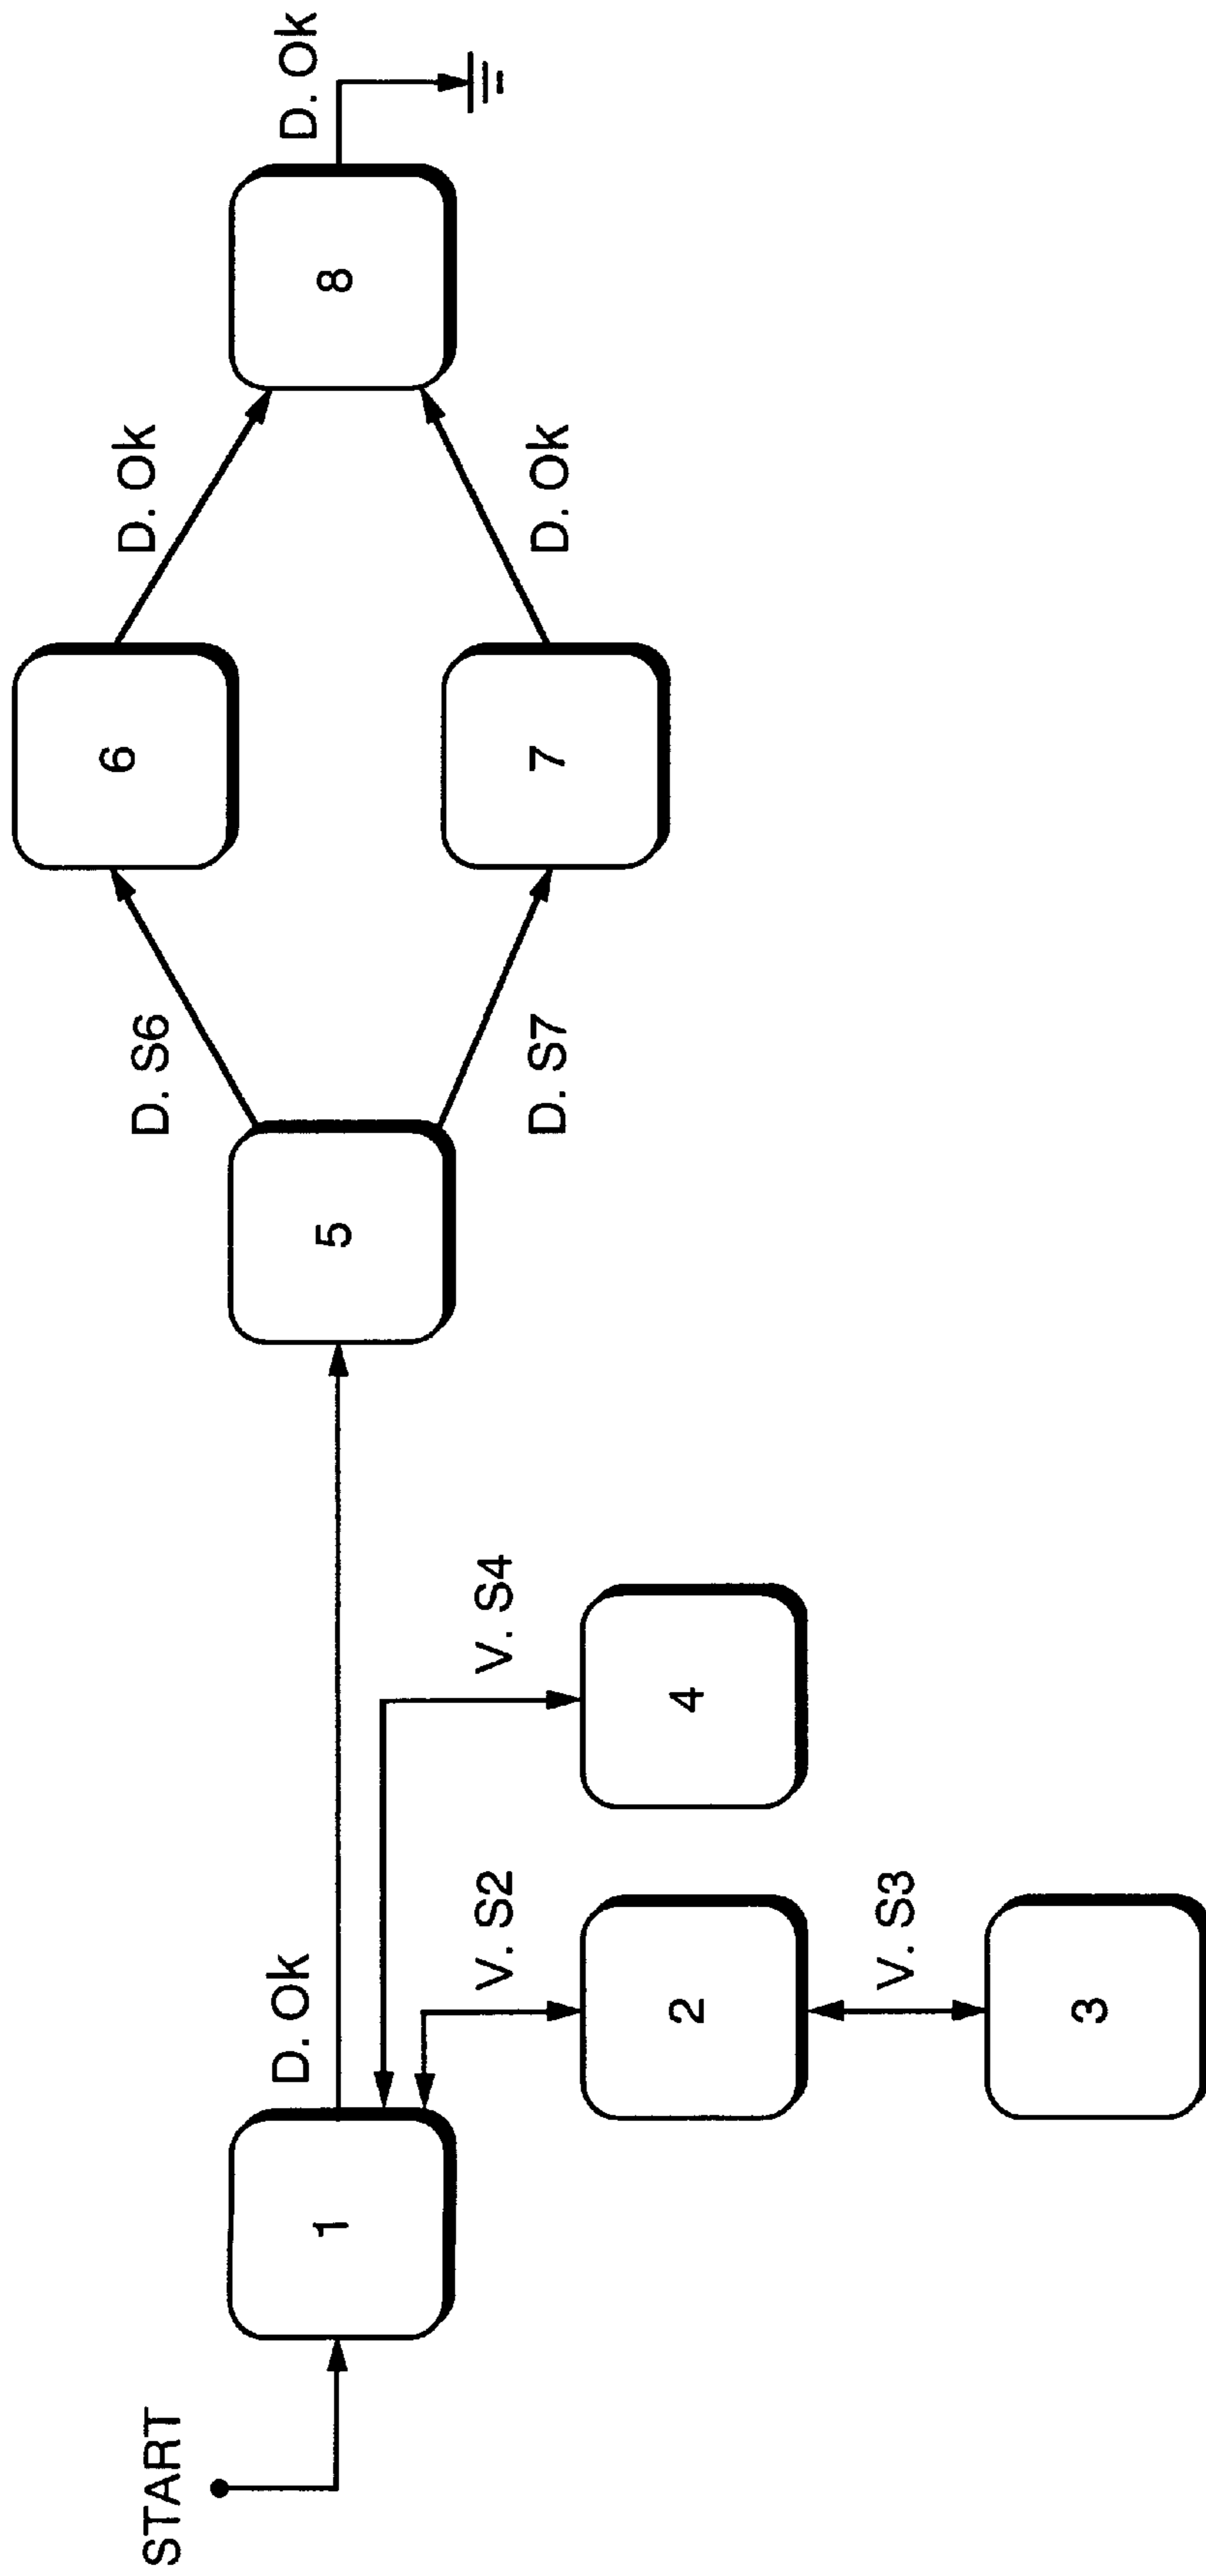 START
1
D. Ok
V. S2
2
V. S3
3
V. S4
4
5
D. S6
6
D. Ok
D. S7
7
D. Ok
8
D. Ok